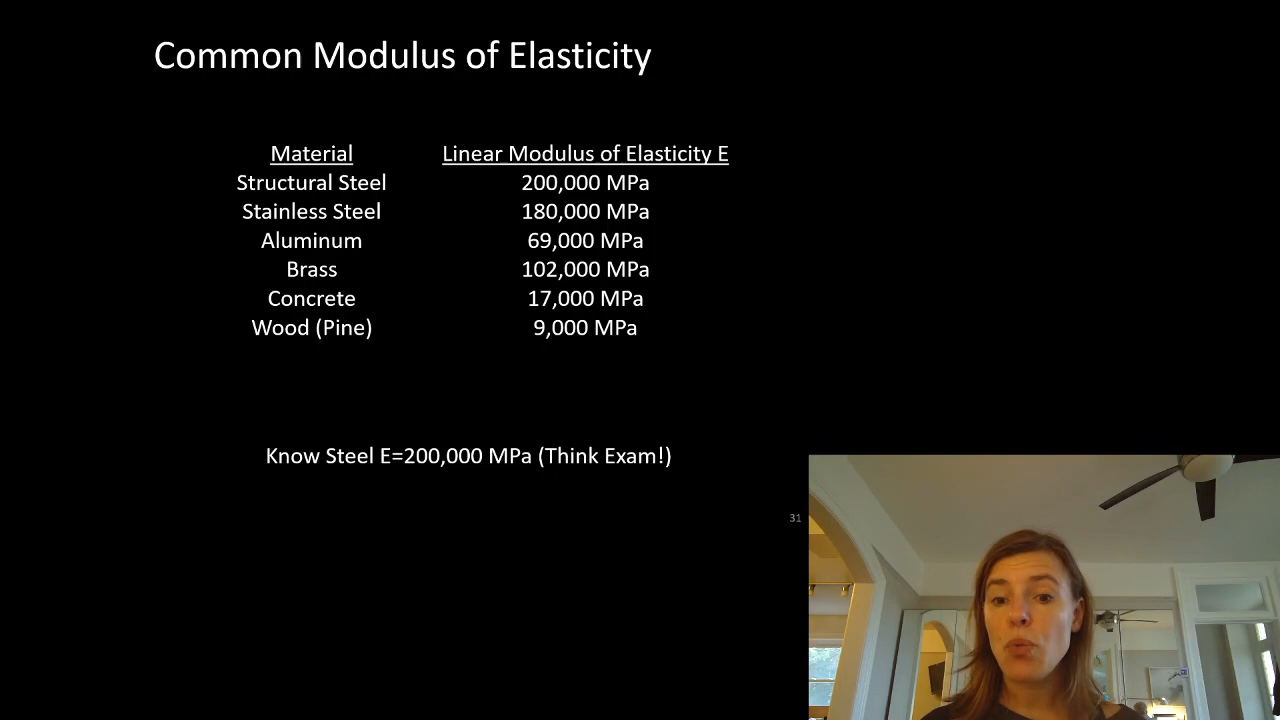 Common Modulus of Elasticity
Material Linear Modulus of Elasticity E
Structural Steel 200,000 MPa
Stainless Steel 180,000 MPa
Aluminum 69,000 MPa
Brass 102,000 MPa
Concrete 17,000 MPa
Wood (Pine) 9,000 MPa
Know Steel E=200,000 MPa (Think Exam!)
31